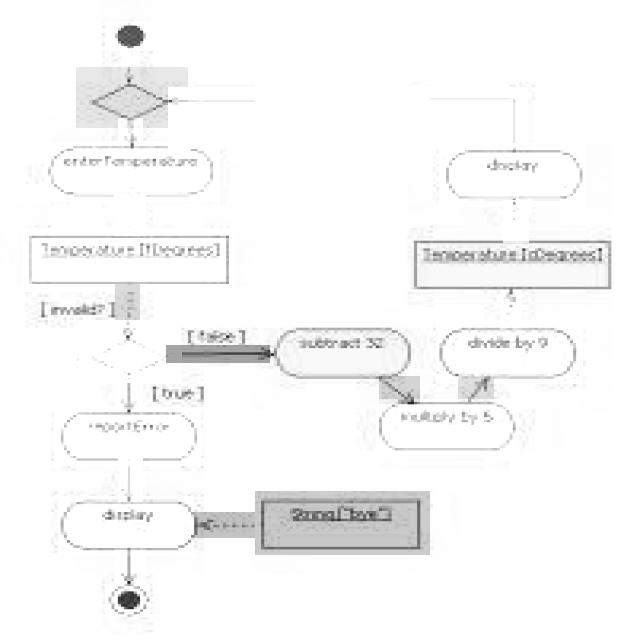 enterTemperature
display
Temperature [fDegrees]
Temperature [cDegrees]
[ invalid? ]
[ false ]
subtract 32
divide by 9
[ true ]
multiply by 5
reportError
display
String ["bye"]